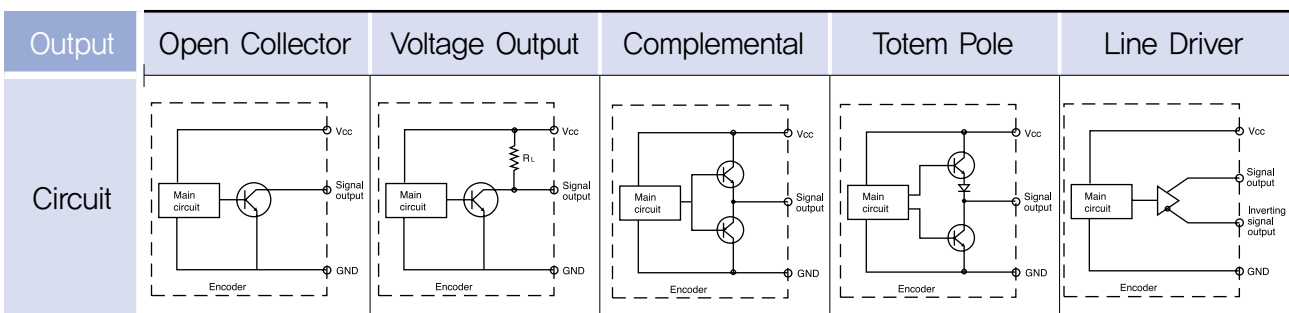 Output
Open Collector
Voltage Output
Complemental
Totem Pole
Line Driver
Circuit
Vcc
Main
circuit
Signal
output
GND
Encoder
Vcc
RL
Main
circuit
Signal
output
GND
Encoder
Vcc
Main
circuit
Signal
output
GND
Encoder
Vcc
Main
circuit
Signal
output
GND
Encoder
Vcc
Main
circuit
Signal
output
Inverting
signal
output
GND
Encoder